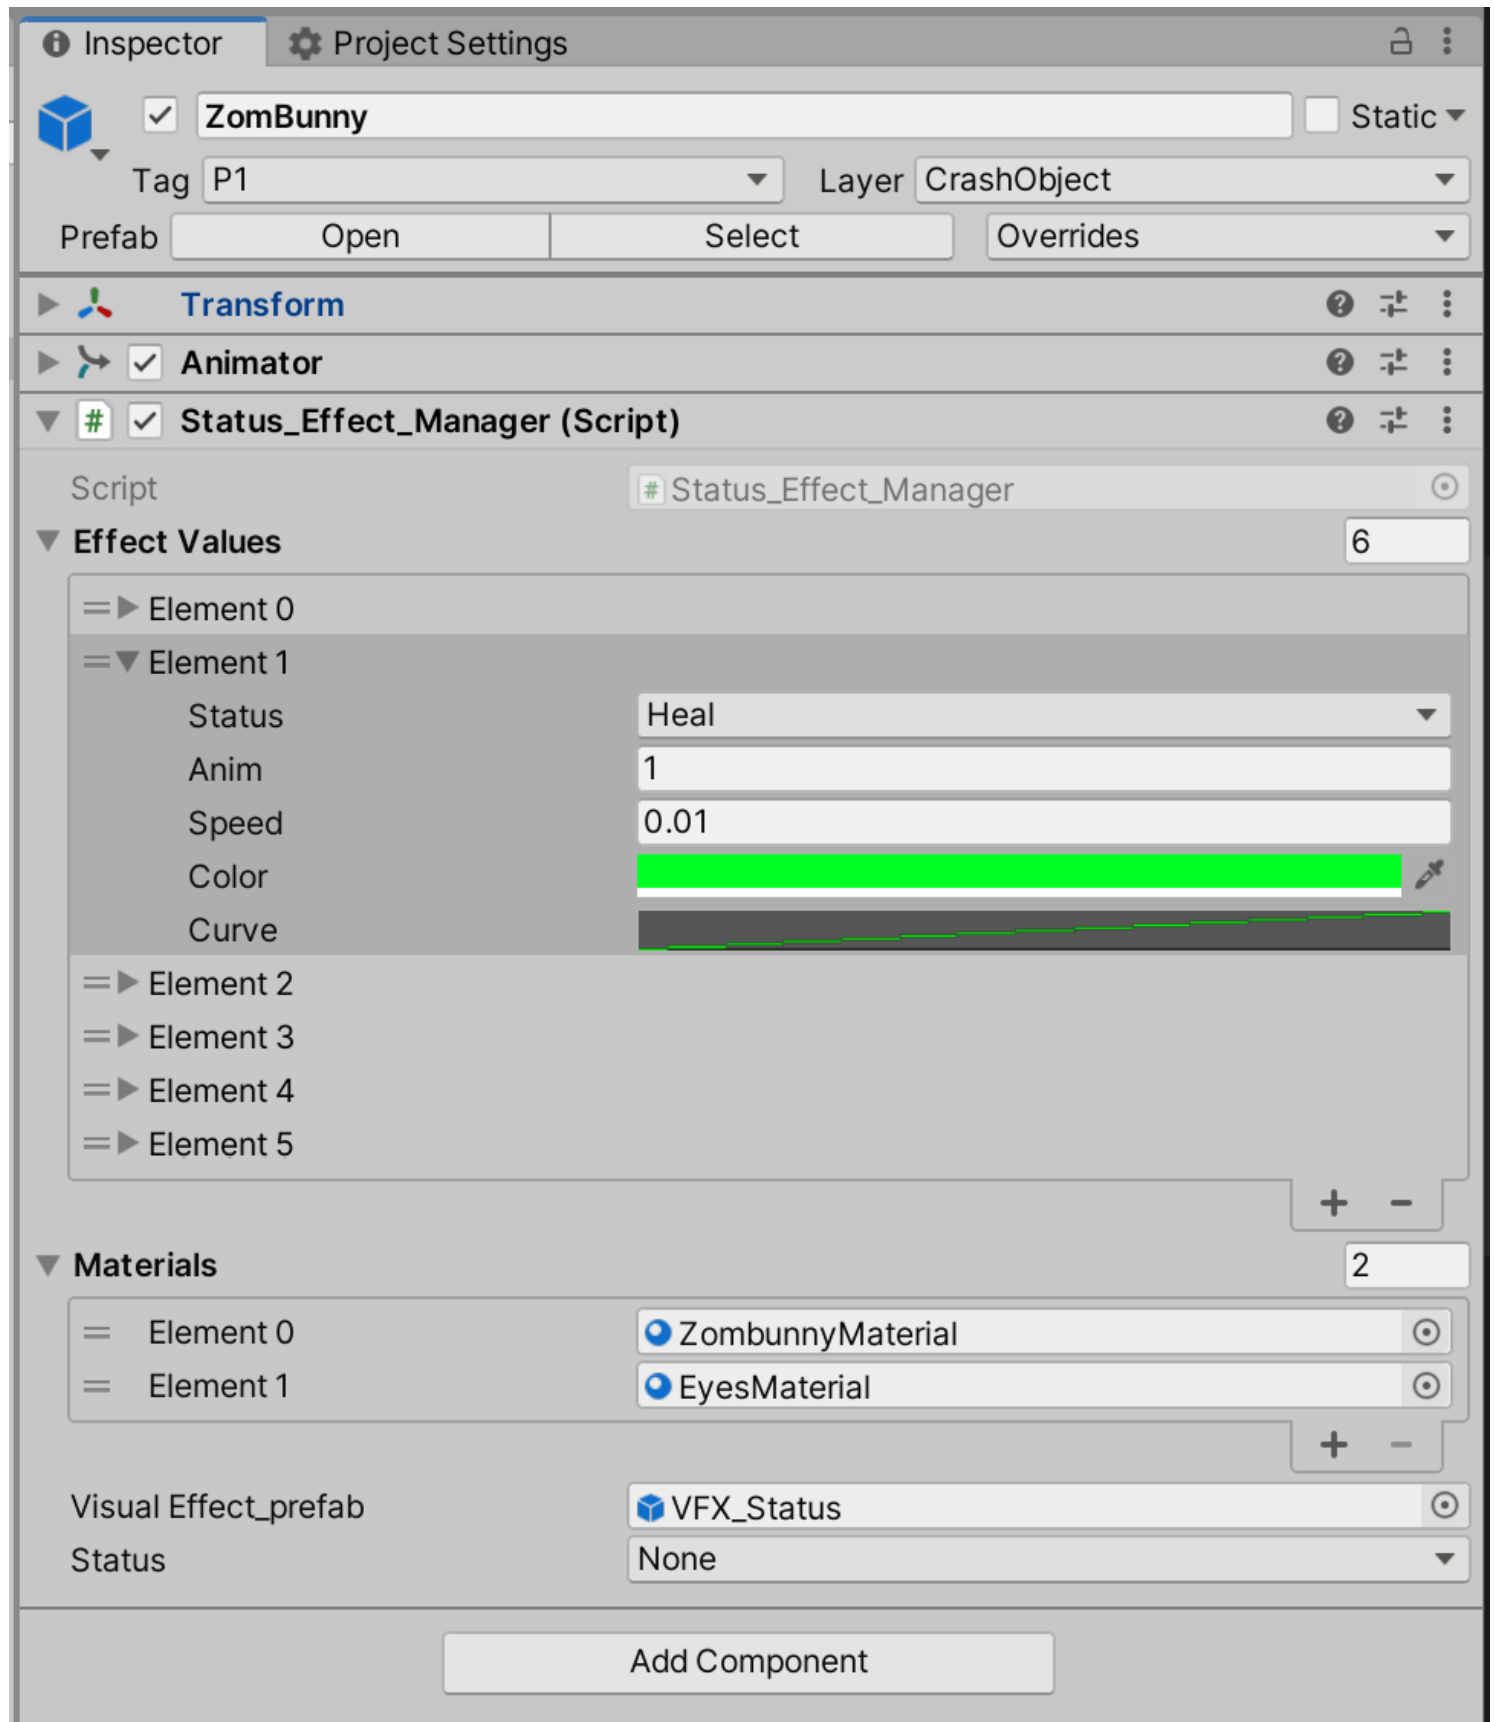 Inspector Project Settings
ZomBunny Static
Tag P1 Layer CrashObject
Prefab Open Select Overrides
Transform
Animator
# Status_Effect_Manager (Script)
Script # Status_Effect_Manager
Effect Values 6
Element 0
Element 1
Status Heal
Anim 1
Speed 0.01
Color
Curve
Element 2
Element 3
Element 4
Element 5
+ -
Materials 2
Element 0 ZombunnyMaterial
Element 1 EyesMaterial
+ -
Visual Effect_prefab VFX_Status
Status None
Add Component